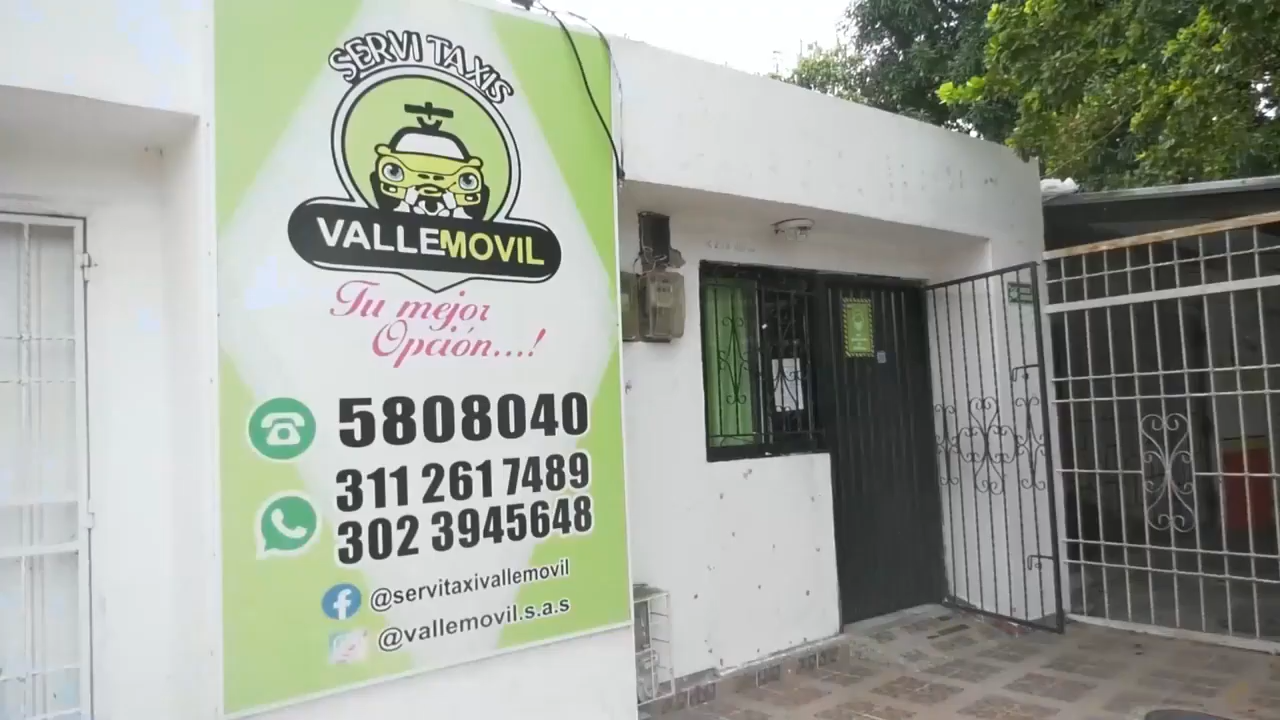 SERVI TAXIS
VALLEMOVIL
Tu mejor
Opción...!
5808040
311 261 7489
302 3945648
@servitaxivallemovil
@vallemovil.s.a.s